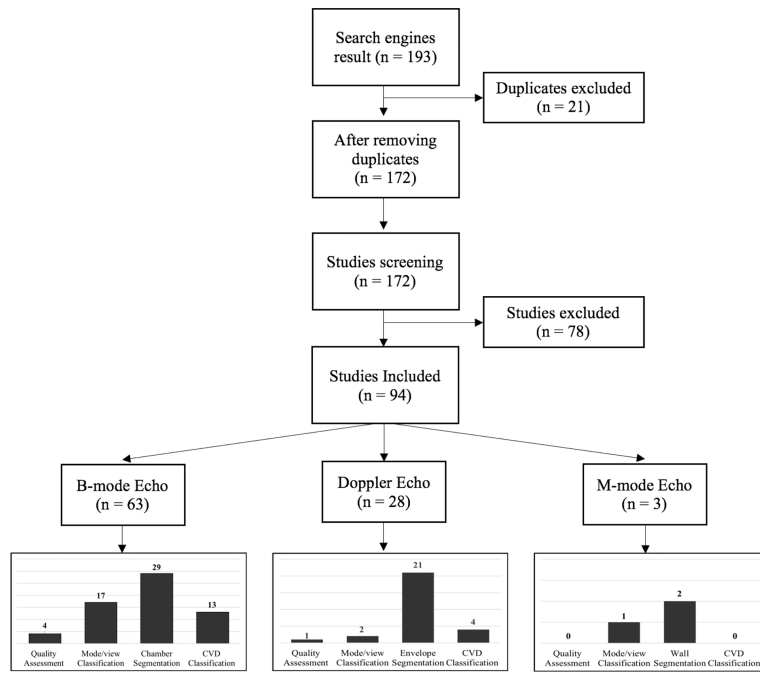 Search engines
result (n = 193)
Duplicates excluded
(n = 21)
After removing
duplicates
(n = 172)
Studies screening
(n = 172)
Studies excluded
(n = 78)
Studies Included
(n = 94)
B-mode Echo
(n = 63)
Doppler Echo
(n = 28)
M-mode Echo
(n = 3)
4
17
29
13
Quality
Assessment
Mode/view
Classification
Chamber
Segmentation
CVD
Classification
1
2
21
4
Quality
Assessment
Mode/view
Classification
Envelope
Segmentation
CVD
Classification
0
1
2
0
Quality
Assessment
Mode/view
Classification
Wall
Segmentation
CVD
Classification